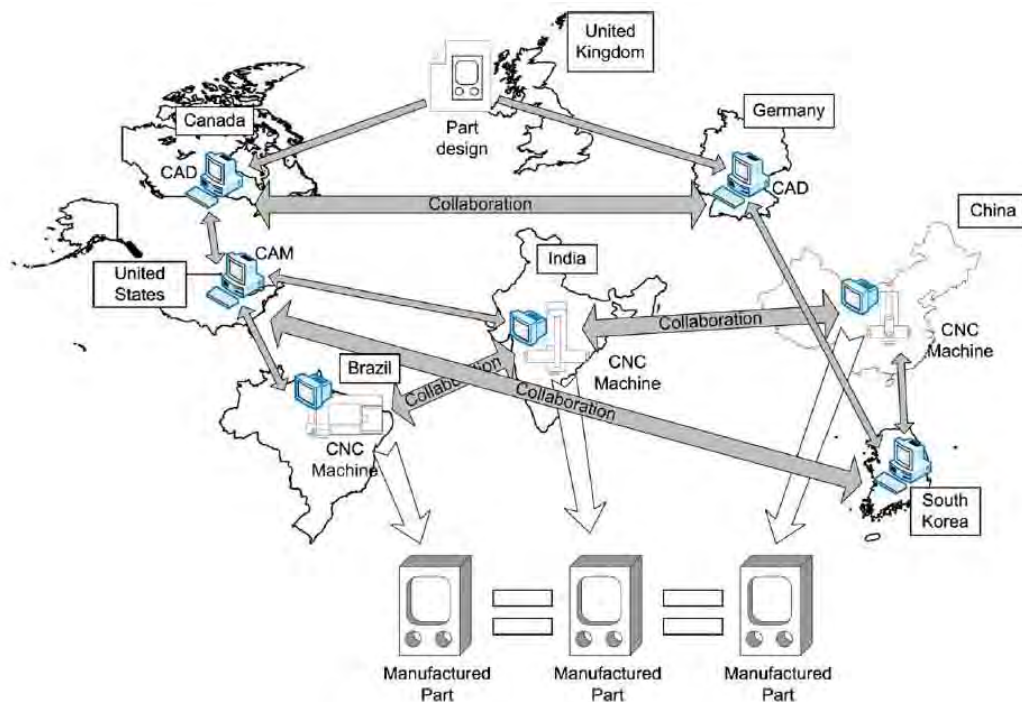 United
Kingdom
Canada
Part
design
Germany
CAD
CAD
Collaboration
China
CAM
India
United
States
Collaboration
CNC
Machine
Brazil
CNC
Machine
Collaboration
Collaboration
CNC
Machine
South
Korea
Manufactured
Part
Manufactured
Part
Manufactured
Part